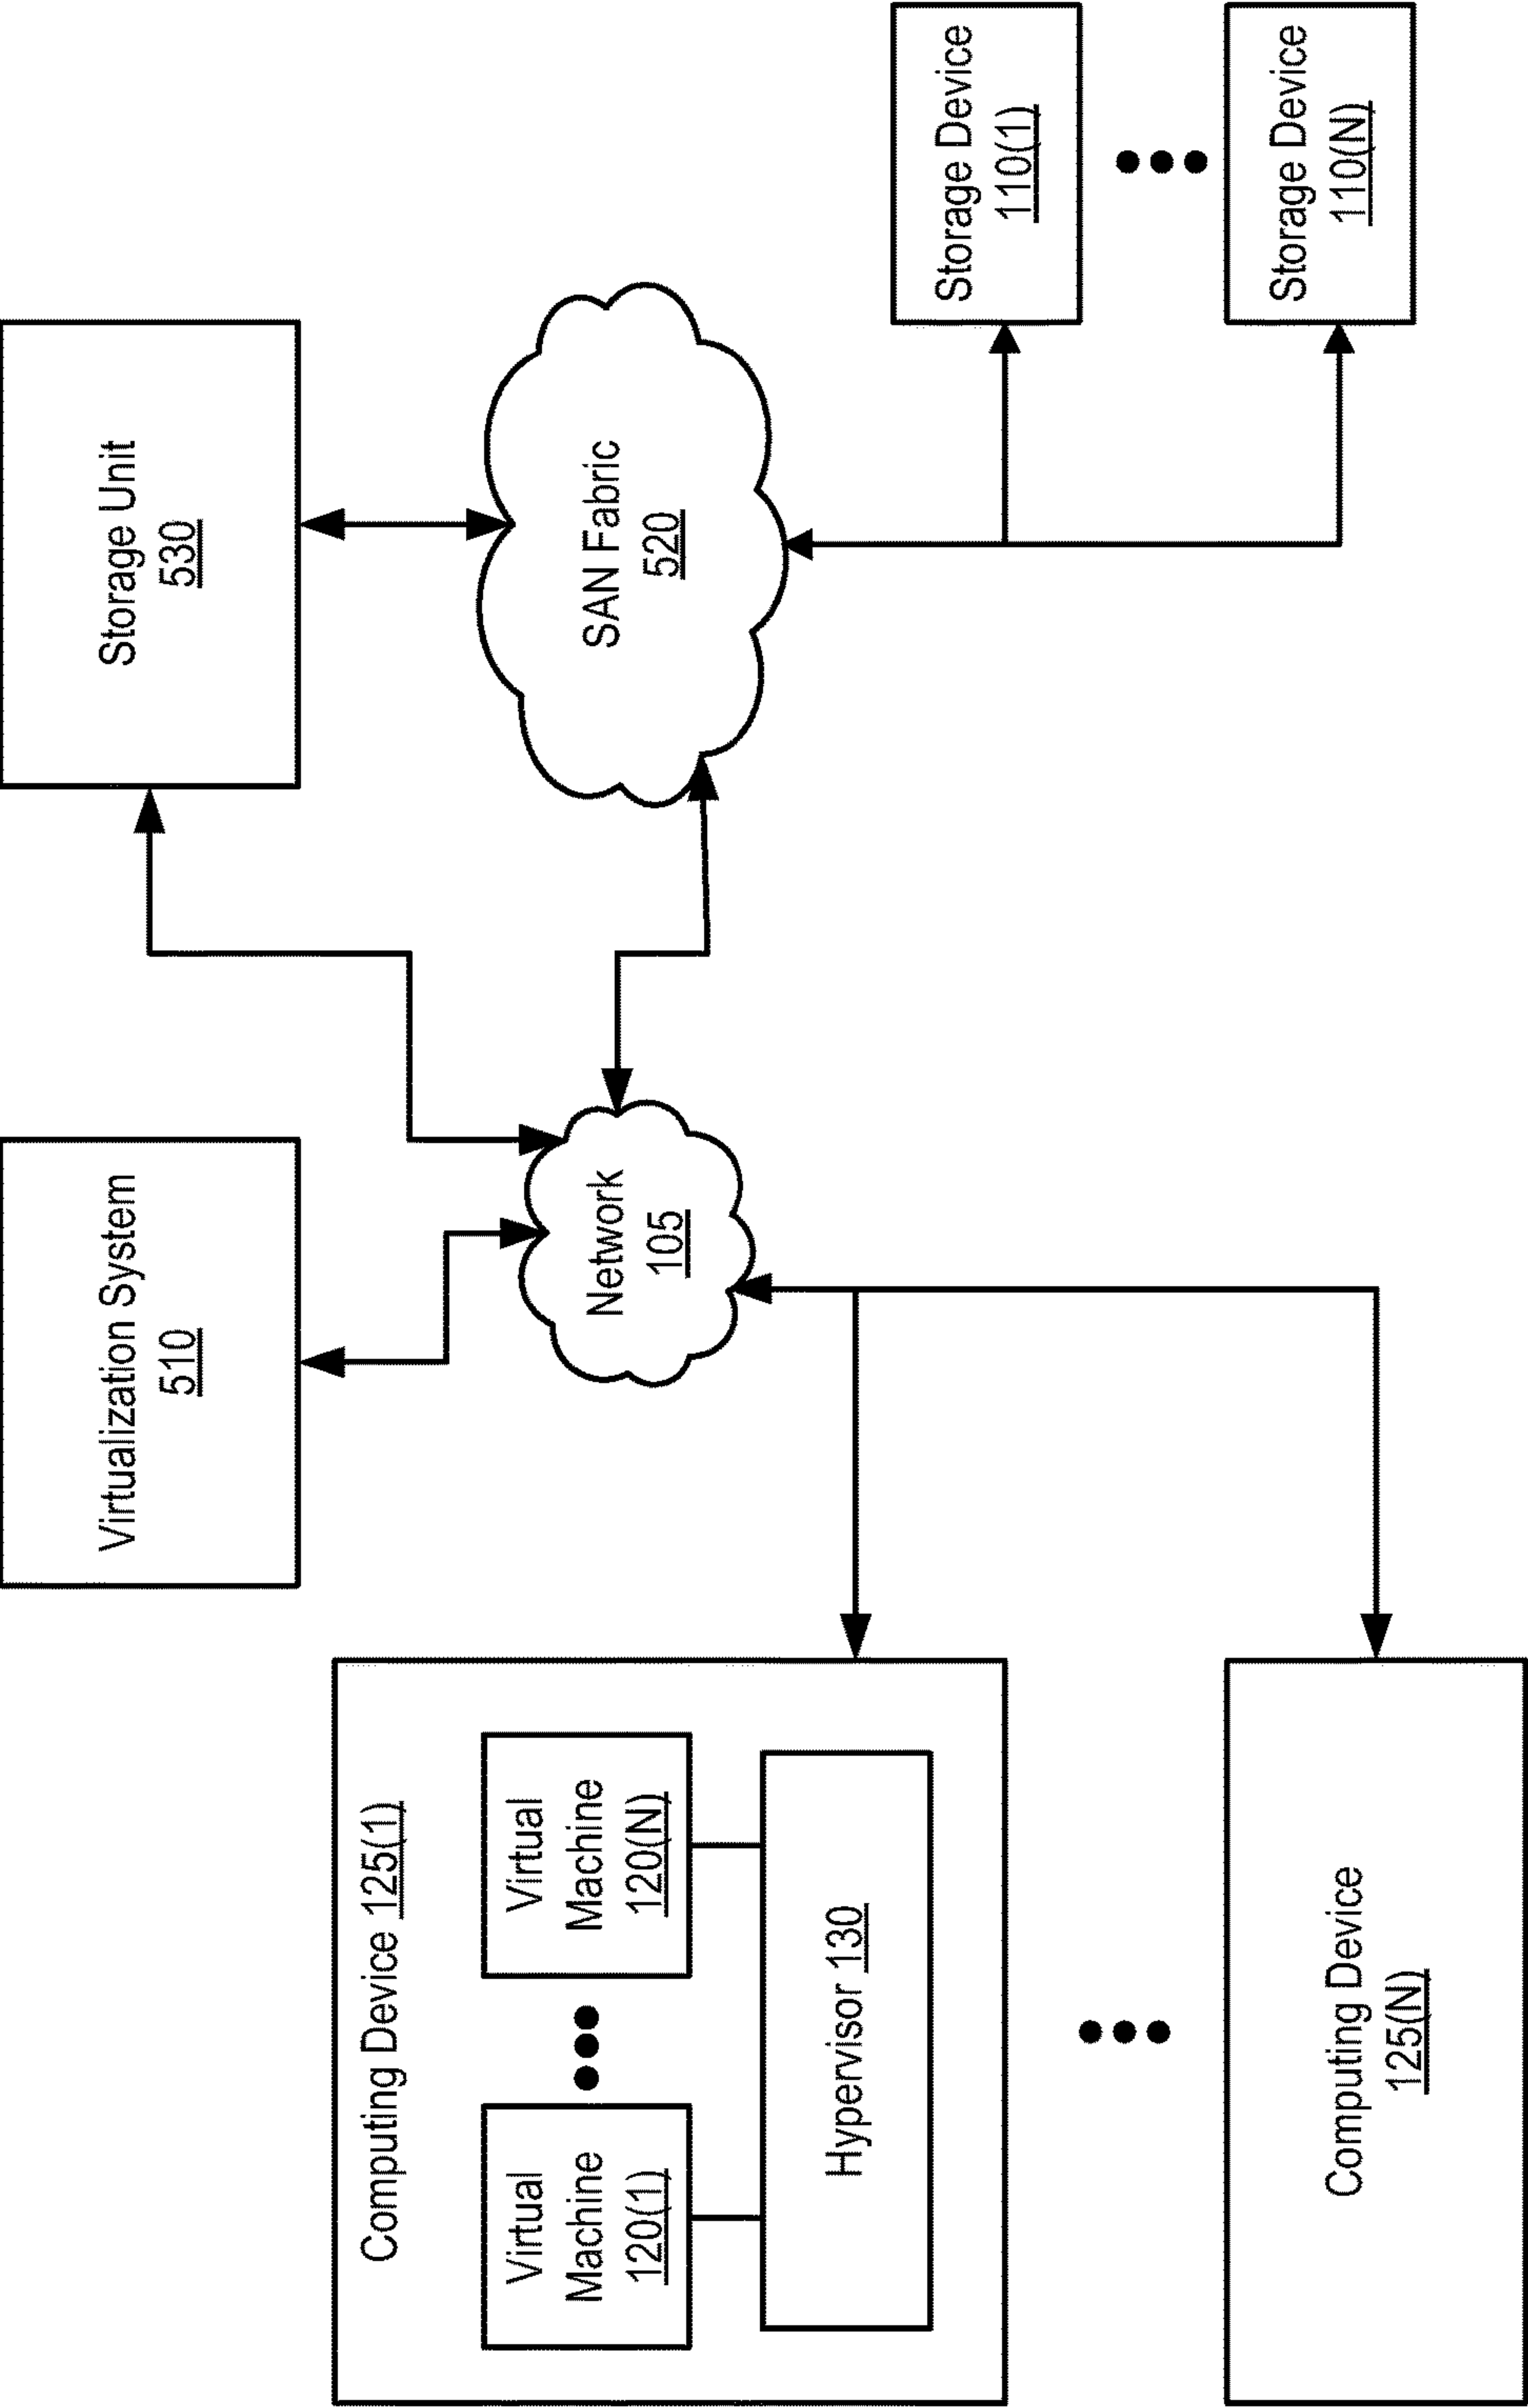 Virtualization System
510
Storage Unit
530
Computing Device 125(1)
Virtual
Machine
120(1)
Virtual
Machine
120(N)
Hypervisor 130
Network
105
SAN Fabric
520
Storage Device
110(1)
Storage Device
110(N)
Computing Device
125(N)